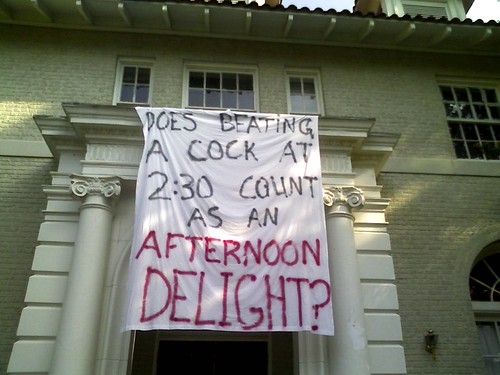 DOES BEATING
A COCK AT
2:30 COUNT
AS AN
AFTERNOON
DELIGHT?